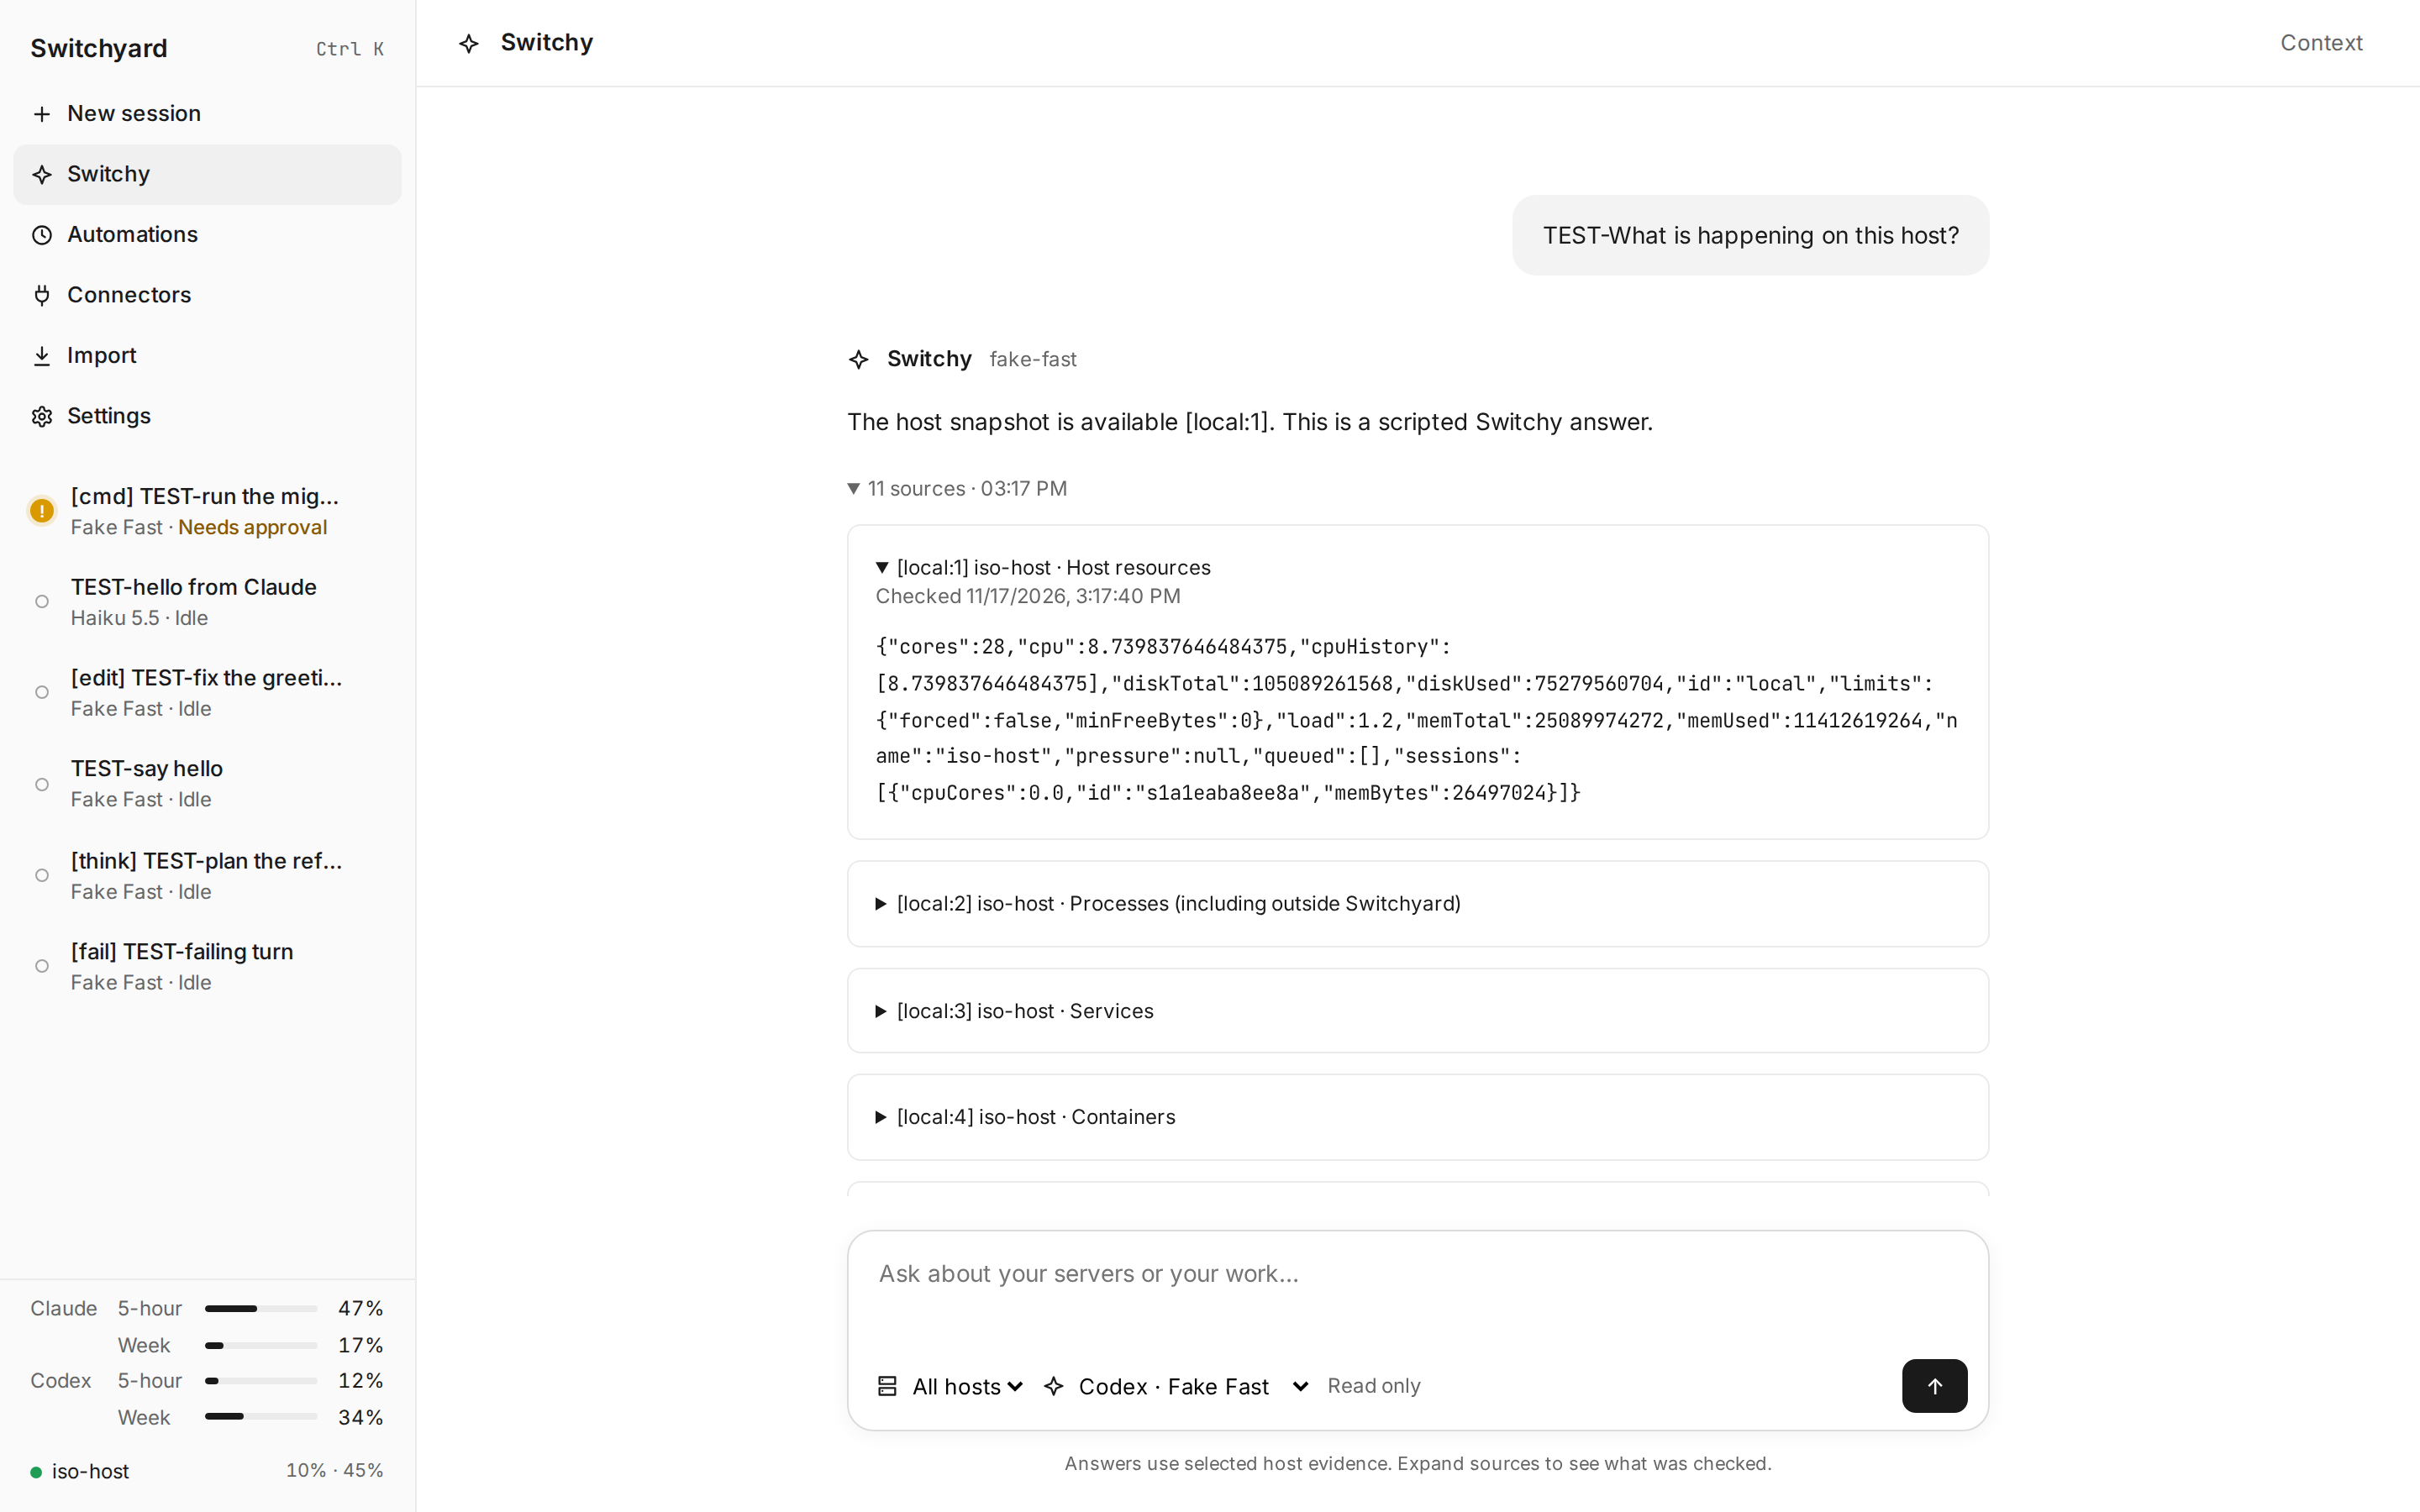 Switchyard
Ctrl K
New session
Switchy
Automations
Connectors
Import
Settings
[cmd] TEST-run the mig...
Fake Fast · Needs approval
TEST-hello from Claude
Haiku 5.5 · Idle
[edit] TEST-fix the greeti...
Fake Fast · Idle
TEST-say hello
Fake Fast · Idle
[think] TEST-plan the ref...
Fake Fast · Idle
[fail] TEST-failing turn
Fake Fast · Idle
Claude 5-hour 47%
Week 17%
Codex 5-hour 12%
Week 34%
iso-host 10% · 45%
Switchy
Context
TEST-What is happening on this host?
Switchy fake-fast
The host snapshot is available [local:1]. This is a scripted Switchy answer.
11 sources · 03:17 PM
[local:1] iso-host · Host resources
Checked 11/17/2026, 3:17:40 PM
{"cores":28,"cpu":8.739837646484375,"cpuHistory":
[8.739837646484375],"diskTotal":105089261568,"diskUsed":75279560704,"id":"local","limits":
{"forced":false,"minFreeBytes":0},"load":1.2,"memTotal":25089974272,"memUsed":11412619264,"n
ame":"iso-host","pressure":null,"queued":[],"sessions":
[{"cpuCores":0.0,"id":"s1a1eaba8ee8a","memBytes":26497024}]}
[local:2] iso-host · Processes (including outside Switchyard)
[local:3] iso-host · Services
[local:4] iso-host · Containers
Ask about your servers or your work...
All hosts
Codex · Fake Fast
Read only
Answers use selected host evidence. Expand sources to see what was checked.